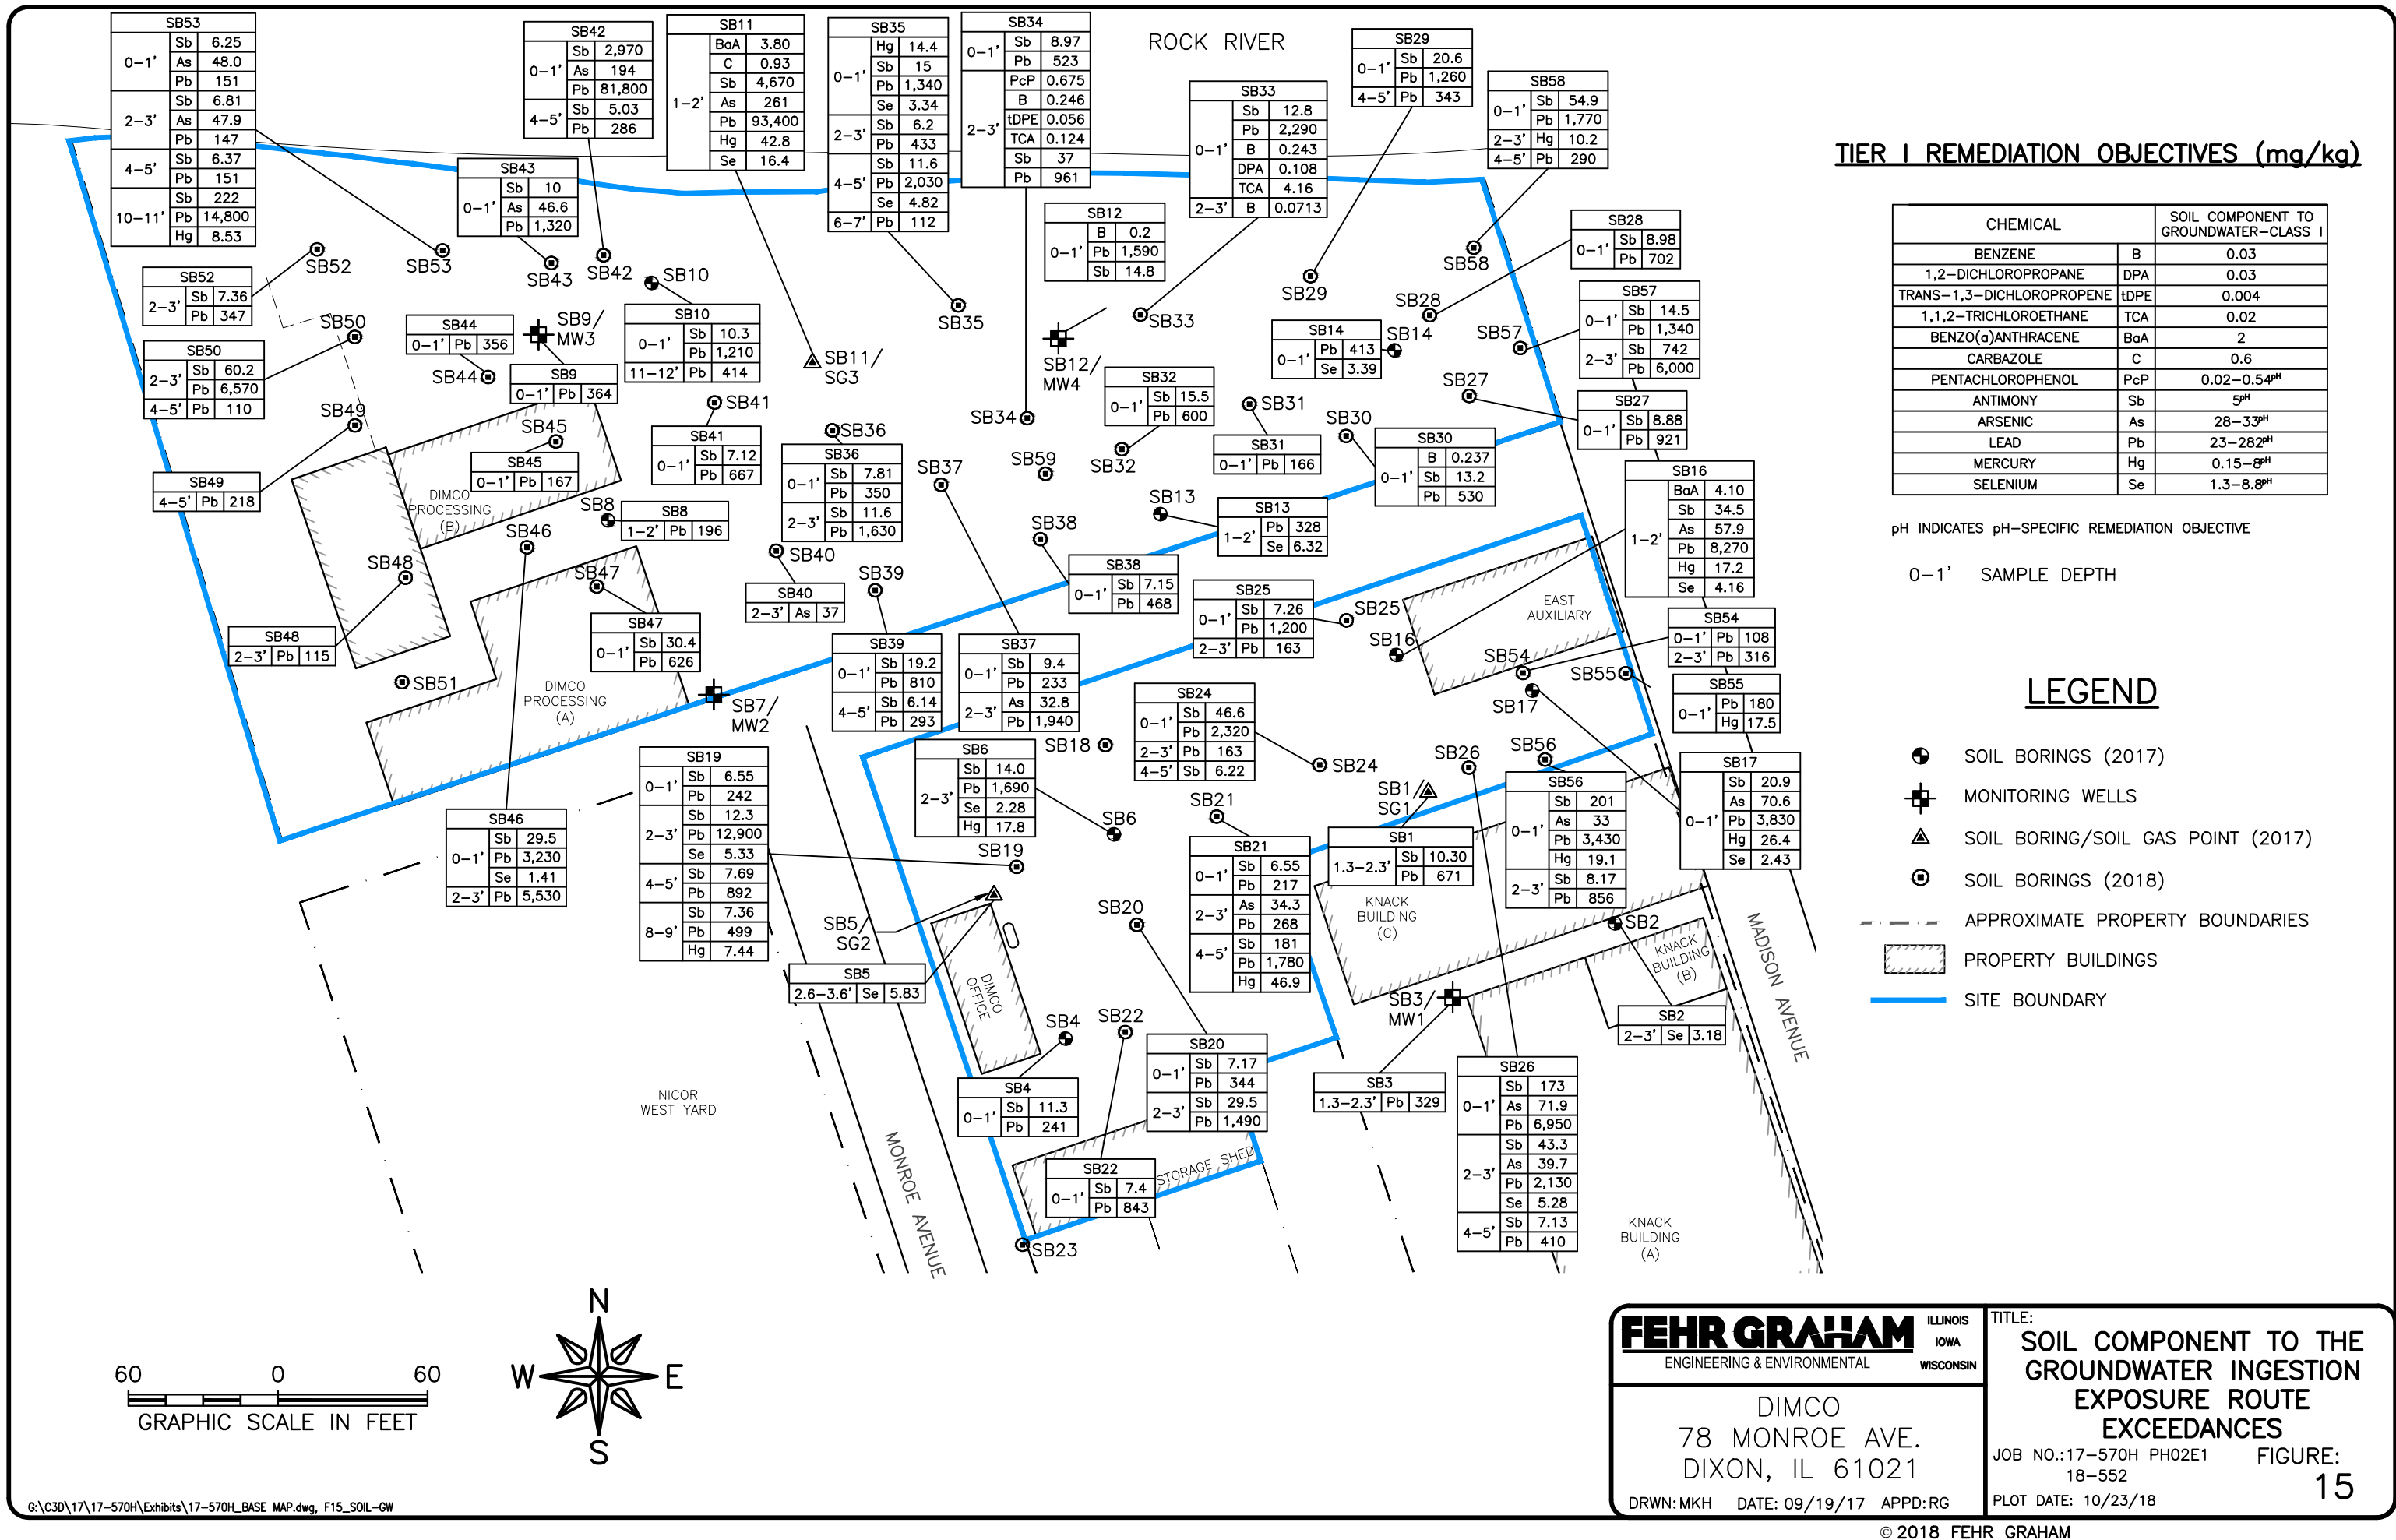 ROCK RIVER
SB53
0-1' Sb 6.25
As 48.0
Pb 151
2-3' Sb 6.81
As 47.9
Pb 147
4-5' Sb 6.37
Pb 151
10-11' Sb 222
Pb 14,800
Hg 8.53
SB42
0-1' Sb 2,970
As 194
Pb 81,800
4-5' Sb 5.03
Pb 286
SB11
1-2' BaA 3.80
C 0.93
Sb 4,670
As 261
Pb 93,400
Hg 42.8
Se 16.4
SB35
0-1' Hg 14.4
Sb 15
Pb 1,340
Se 3.34
2-3' Sb 6.2
Pb 433
4-5' Sb 11.6
Pb 2,030
Se 4.82
6-7' Pb 112
SB34
0-1' Sb 8.97
Pb 523
2-3' PcP 0.675
B 0.246
tDPE 0.056
TCA 0.124
Sb 37
Pb 961
SB33
0-1' Sb 12.8
Pb 2,290
B 0.243
DPA 0.108
TCA 4.16
2-3' B 0.0713
SB29
0-1' Sb 20.6
Pb 1,260
4-5' Pb 343
SB58
0-1' Sb 54.9
Pb 1,770
2-3' Hg 10.2
4-5' Pb 290
SB43
0-1' Sb 10
As 46.6
Pb 1,320
SB12
0-1' B 0.2
Pb 1,590
Sb 14.8
SB28
0-1' Sb 8.98
Pb 702
SB52
2-3' Sb 7.36
Pb 347
SB57
0-1' Sb 14.5
Pb 1,340
2-3' Sb 742
Pb 6,000
SB50
2-3' Sb 60.2
Pb 6,570
4-5' Pb 110
SB44
0-1' Pb 356
SB10
0-1' Sb 10.3
Pb 1,210
11-12' Pb 414
SB14
0-1' Pb 413
Se 3.39
SB9
0-1' Pb 364
SB32
0-1' Sb 15.5
Pb 600
SB27
0-1' Sb 8.88
Pb 921
SB41
0-1' Sb 7.12
Pb 667
SB36
0-1' Sb 7.81
Pb 350
2-3' Sb 11.6
Pb 1,630
SB31
0-1' Pb 166
SB30
0-1' B 0.237
Sb 13.2
Pb 530
SB45
0-1' Pb 167
SB49
4-5' Pb 218
SB8
1-2' Pb 196
SB13
1-2' Pb 328
Se 6.32
SB16
1-2' BaA 4.10
Sb 34.5
As 57.9
Pb 8,270
Hg 17.2
Se 4.16
SB38
0-1' Sb 7.15
Pb 468
SB40
2-3' As 37
SB25
0-1' Sb 7.26
Pb 1,200
2-3' Pb 163
SB47
0-1' Sb 30.4
Pb 626
SB48
2-3' Pb 115
SB54
0-1' Pb 108
2-3' Pb 316
SB39
0-1' Sb 19.2
Pb 810
4-5' Sb 6.14
Pb 293
SB37
0-1' Sb 9.4
Pb 233
2-3' As 32.8
Pb 1,940
SB55
0-1' Pb 180
Hg 17.5
SB24
0-1' Sb 46.6
Pb 2,320
2-3' Pb 163
4-5' Sb 6.22
SB6
2-3' Sb 14.0
Pb 1,690
Se 2.28
Hg 17.8
SB19
0-1' Sb 6.55
Pb 242
2-3' Sb 12.3
Pb 12,900
Se 5.33
4-5' Sb 7.69
Pb 892
8-9' Sb 7.36
Pb 499
Hg 7.44
SB17
0-1' Sb 20.9
As 70.6
Pb 3,830
Hg 26.4
Se 2.43
SB56
0-1' Sb 201
As 33
Pb 3,430
Hg 19.1
2-3' Sb 8.17
Pb 856
SB46
0-1' Sb 29.5
Pb 3,230
Se 1.41
2-3' Pb 5,530
SB1
1.3-2.3' Sb 10.30
Pb 671
SB21
0-1' Sb 6.55
Pb 217
2-3' As 34.3
Pb 268
4-5' Sb 181
Pb 1,780
Hg 46.9
SB5
2.6-3.6' Se 5.83
SB2
2-3' Se 3.18
SB20
0-1' Sb 7.17
Pb 344
2-3' Sb 29.5
Pb 1,490
SB4
0-1' Sb 11.3
Pb 241
SB3
1.3-2.3' Pb 329
SB26
0-1' Sb 173
As 71.9
Pb 6,950
2-3' Sb 43.3
As 39.7
Pb 2,130
Se 5.28
4-5' Sb 7.13
Pb 410
SB22
0-1' Sb 7.4
Pb 843
SB52
SB53
SB43
SB42
SB10
SB50
SB9/
MW3
SB44
SB11/
SG3
SB35
SB12/
MW4
SB33
SB29
SB58
SB28
SB14
SB57
SB49
SB45
SB41
SB36
SB37
SB34
SB59
SB32
SB31
SB30
SB27
SB8
SB46
SB48
SB47
SB40
SB39
SB38
SB13
SB25
SB16
SB54
SB55
SB17
SB51
SB7/
MW2
SB18
SB24
SB26
SB56
SB1/
SG1
SB6
SB21
SB19
SB5/
SG2
SB20
SB2
SB3/
MW1
SB4
SB22
SB23
DIMCO
PROCESSING
(B)
DIMCO
PROCESSING
(A)
EAST
AUXILIARY
KNACK
BUILDING
(C)
KNACK
BUILDING
(B)
KNACK
BUILDING
(A)
DIMCO
OFFICE
STORAGE SHED
NICOR
WEST YARD
MONROE AVENUE
MADISON AVENUE
TIER I REMEDIATION OBJECTIVES (mg/kg)
CHEMICAL SOIL COMPONENT TO
GROUNDWATER-CLASS I
BENZENE B 0.03
1,2-DICHLOROPROPANE DPA 0.03
TRANS-1,3-DICHLOROPROPENE tDPE 0.004
1,1,2-TRICHLOROETHANE TCA 0.02
BENZO(a)ANTHRACENE BaA 2
CARBAZOLE C 0.6
PENTACHLOROPHENOL PcP 0.02-0.54pH
ANTIMONY Sb 5pH
ARSENIC As 28-33pH
LEAD Pb 23-282pH
MERCURY Hg 0.15-8pH
SELENIUM Se 1.3-8.8pH
pH INDICATES pH-SPECIFIC REMEDIATION OBJECTIVE
0-1' SAMPLE DEPTH
LEGEND
SOIL BORINGS (2017)
MONITORING WELLS
SOIL BORING/SOIL GAS POINT (2017)
SOIL BORINGS (2018)
APPROXIMATE PROPERTY BOUNDARIES
PROPERTY BUILDINGS
SITE BOUNDARY
60 0 60
GRAPHIC SCALE IN FEET
N
W E
S
FEHR GRAHAM
ENGINEERING & ENVIRONMENTAL
ILLINOIS
IOWA
WISCONSIN
DIMCO
78 MONROE AVE.
DIXON, IL 61021
DRWN: MKH DATE: 09/19/17 APPD: RG
TITLE:
SOIL COMPONENT TO THE
GROUNDWATER INGESTION
EXPOSURE ROUTE
EXCEEDANCES
JOB NO.: 17-570H PH02E1
18-552
FIGURE:
15
PLOT DATE: 10/23/18
G:\C3D\17\17-570H\Exhibits\17-570H_BASE MAP.dwg, F15_SOIL-GW
© 2018 FEHR GRAHAM